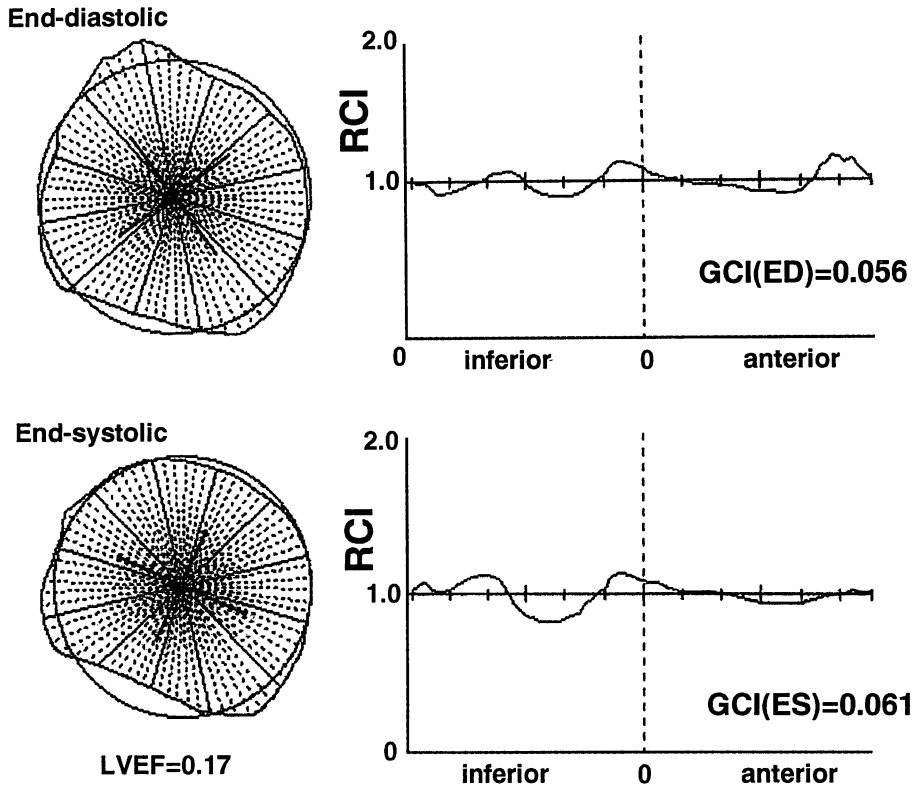 End-diastolic
2.0
RCI
1.0
GCI(ED)=0.056
0 inferior 0 anterior
End-systolic
2.0
RCI
1.0
GCI(ES)=0.061
0
LVEF=0.17
inferior 0 anterior